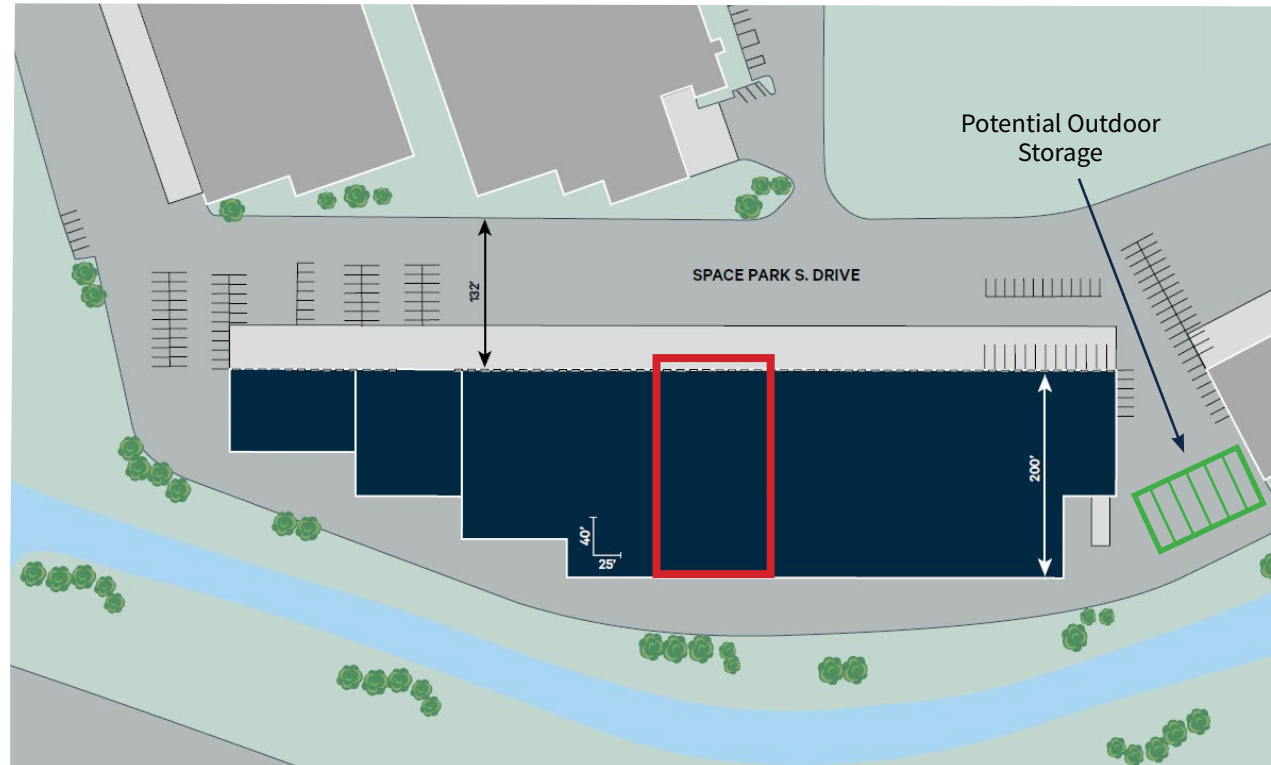 Potential Outdoor
Storage
132'
SPACE PARK S. DRIVE
200'
40'
25'